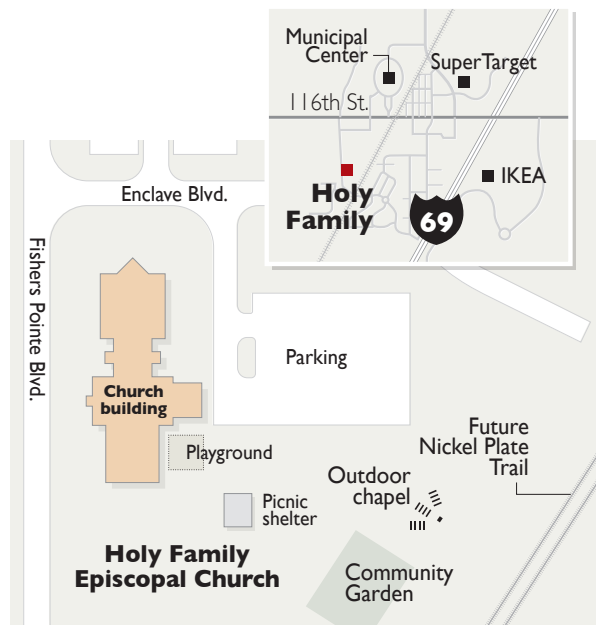 Municipal
Center
SuperTarget
116th St.
IKEA
Holy
Family
69
Enclave Blvd.
Fishers Pointe Blvd.
Parking
Church
building
Playground
Future
Nickel Plate
Trail
Outdoor
chapel
Picnic
shelter
Holy Family
Episcopal Church
Community
Garden